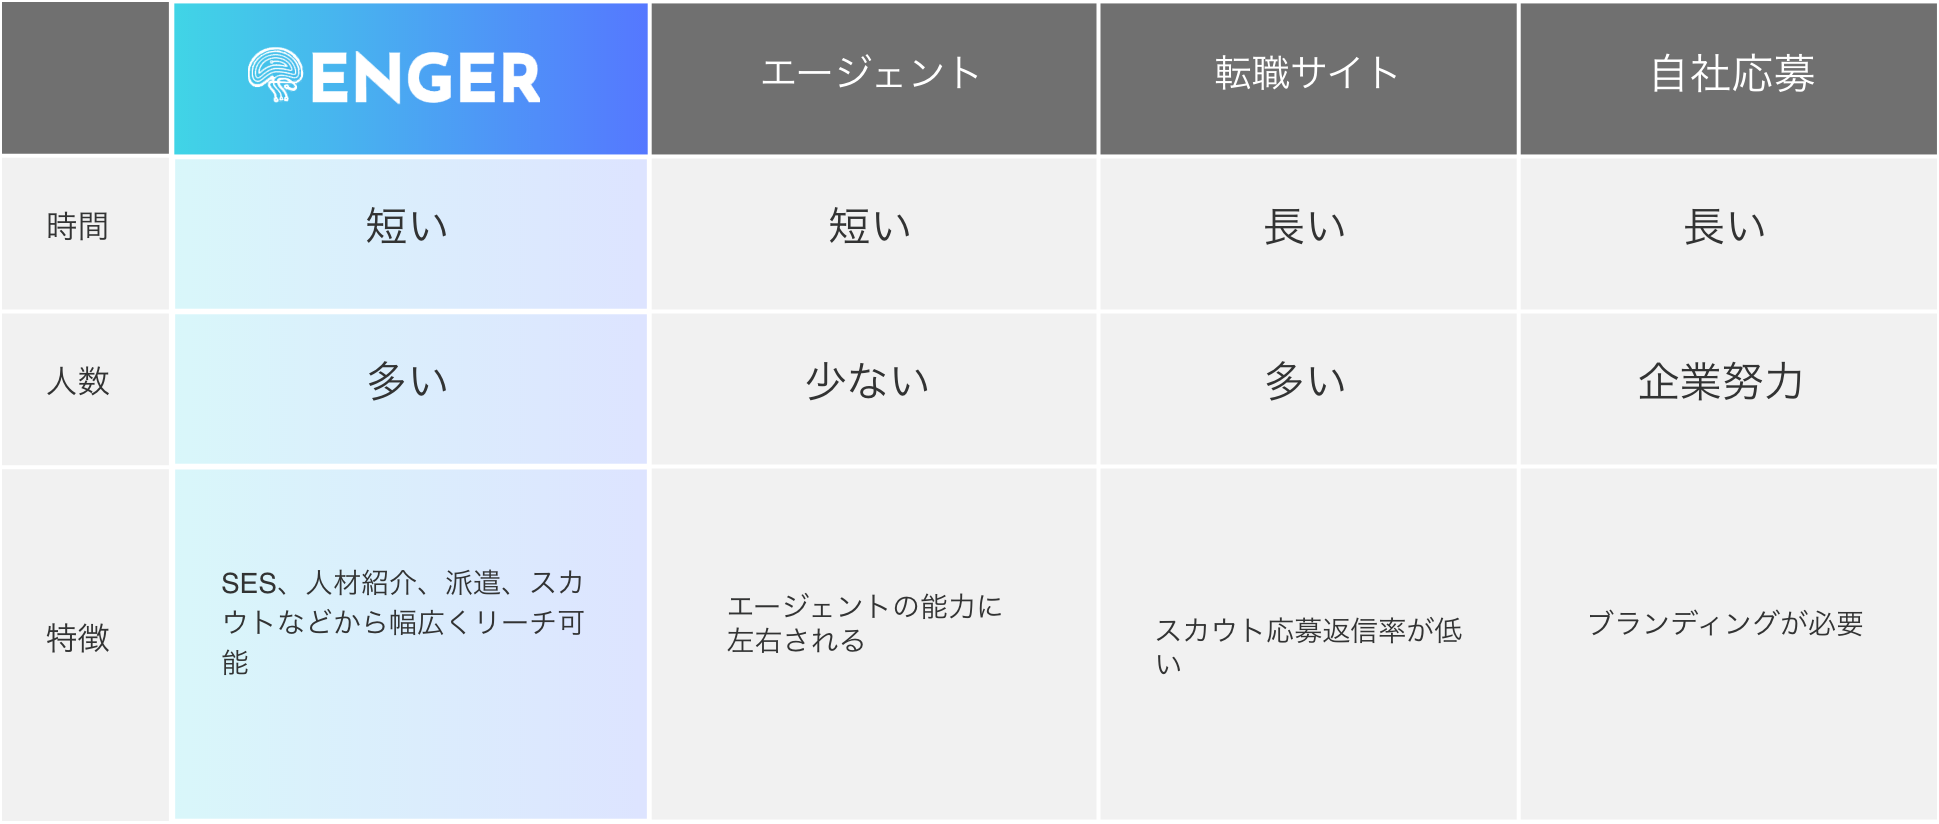 ENGER
エージェント
転職サイト
自社応募
時間
短い
短い
長い
長い
人数
多い
少ない
多い
企業努力
特徴
SES、人材紹介、派遣、スカ
ウトなどから幅広くリーチ可
能
エージェントの能力に
左右される
スカウト応募返信率が低
い
ブランディングが必要